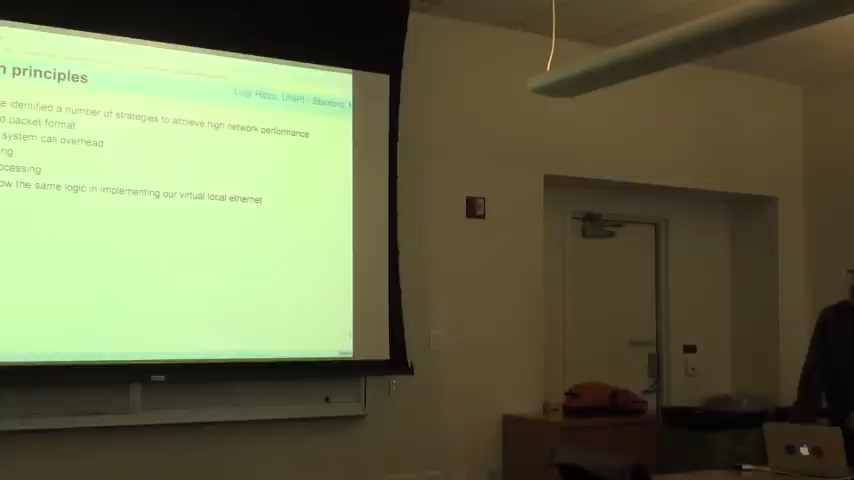 n principles
Luigi Rizzo, UNIPI - Stanford,
e identified a number of strategies to achieve high network performance
d packet format
system call overhead
ng
ocessing
ow the same logic in implementing our virtual local ethernet